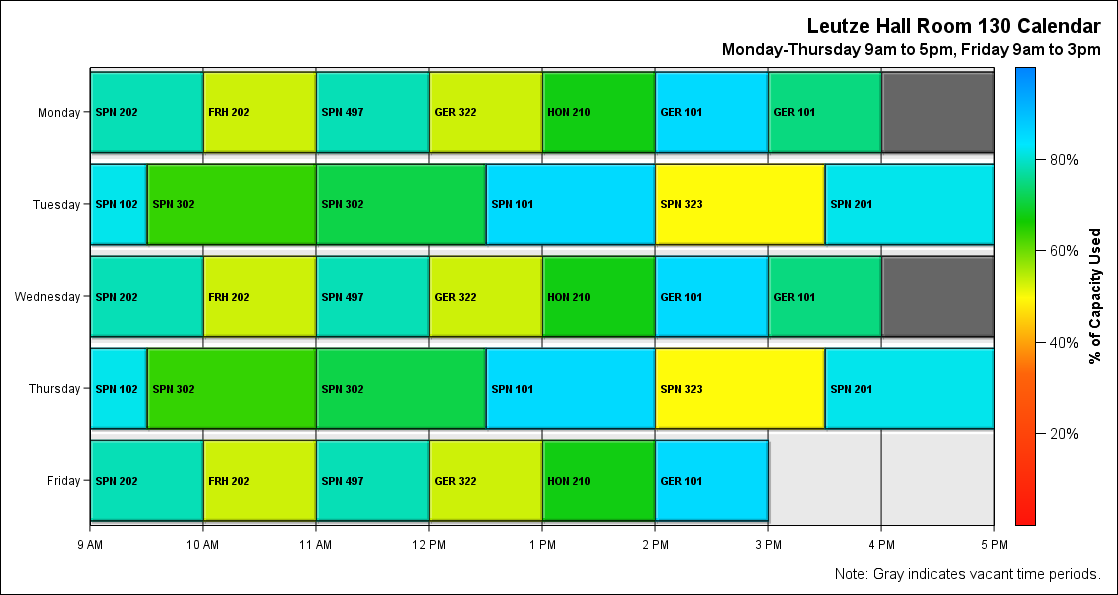 Leutze Hall Room 130 Calendar
Monday-Thursday 9am to 5pm, Friday 9am to 3pm
Monday SPN 202 FRH 202 SPN 497 GER 322 HON 210 GER 101 GER 101
Tuesday SPN 102 SPN 302 SPN 302 SPN 101 SPN 323 SPN 201
Wednesday SPN 202 FRH 202 SPN 497 GER 322 HON 210 GER 101 GER 101
Thursday SPN 102 SPN 302 SPN 302 SPN 101 SPN 323 SPN 201
Friday SPN 202 FRH 202 SPN 497 GER 322 HON 210 GER 101
9 AM 10 AM 11 AM 12 PM 1 PM 2 PM 3 PM 4 PM 5 PM
80%
60%
40%
20%
% of Capacity Used
Note: Gray indicates vacant time periods.